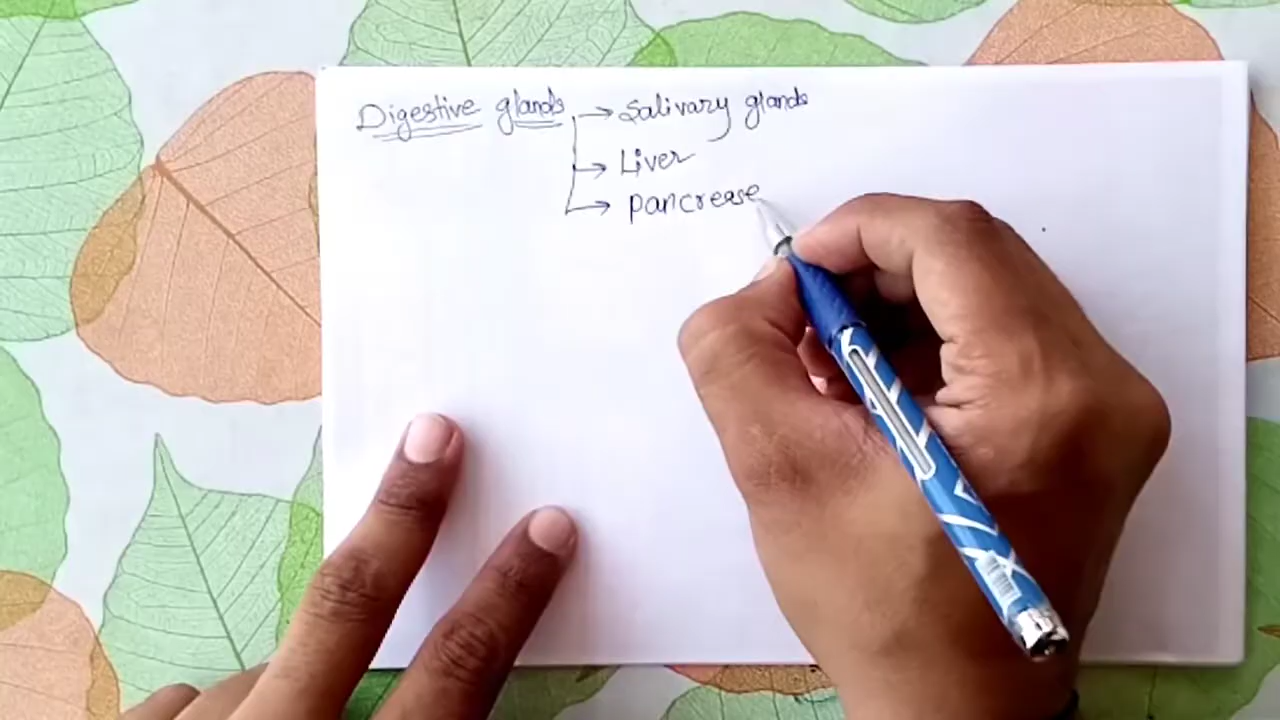 Digestive glands → Salivary glands
→ Liver
→ pancrease